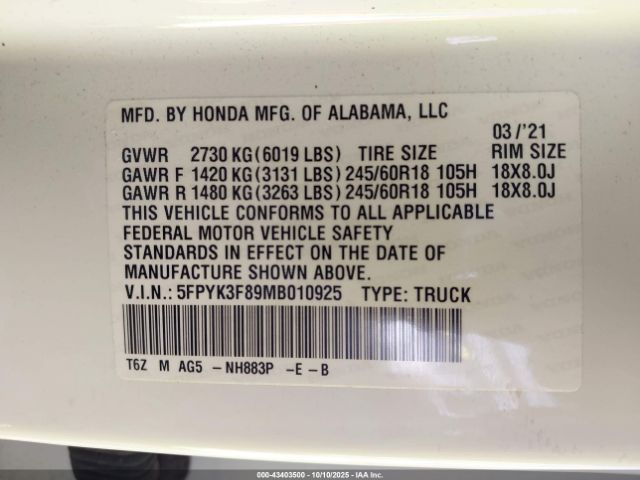 MFD. BY HONDA MFG. OF ALABAMA, LLC
03/'21
GVWR 2730 KG(6019 LBS) TIRE SIZE RIM SIZE
GAWR F 1420 KG(3131 LBS)245/60R18 105H 18X8.0J
GAWR R 1480 KG(3263 LBS)245/60R18 105H 18X8.0J
THIS VEHICLE CONFORMS TO ALL APPLICABLE
FEDERAL MOTOR VEHICLE SAFETY
STANDARDS IN EFFECT ON THE DATE OF
MANUFACTURE SHOWN ABOVE.
V.I.N.:5FPYK3F89MB010925 TYPE:TRUCK
T6Z M AG5 -NH883P -E -B
000-43403500 - 10/10/2025 - IAA Inc.